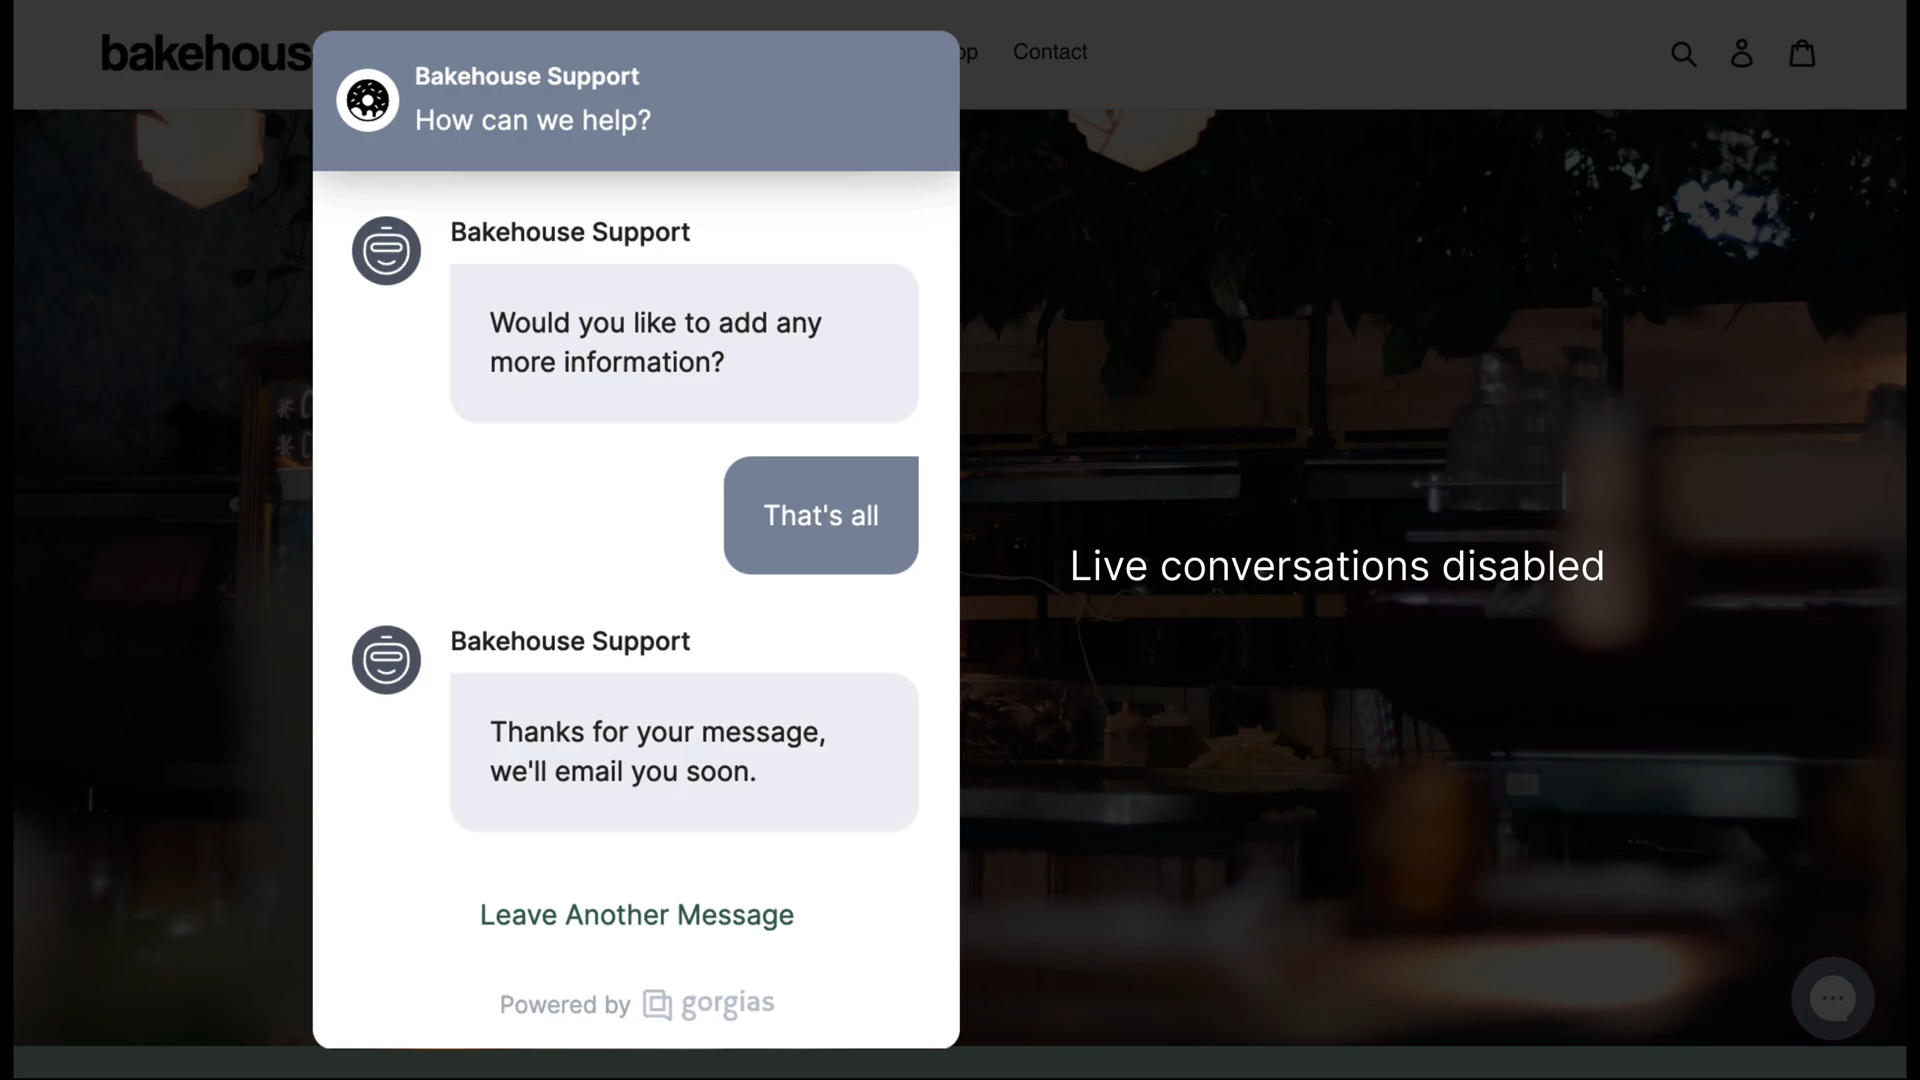 bakehous
op
Contact
Bakehouse Support
How can we help?
Bakehouse Support
Would you like to add any
more information?
That's all
Live conversations disabled
Bakehouse Support
Thanks for your message,
we'll email you soon.
Leave Another Message
Powered by gorgias